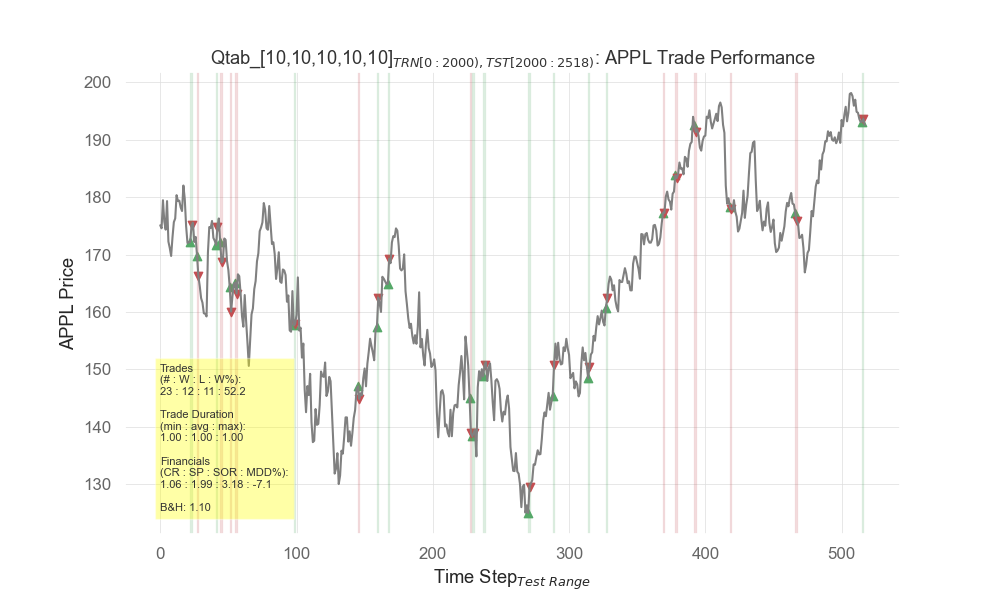 Qtab_[10,10,10,10,10]TRN[0 : 2000), TST[2000 : 2518) : APPL Trade Performance
200
190
180
170
160
150
140
130
APPL Price
Trades
(# : W : L : W%):
23 : 12 : 11 : 52.2
Trade Duration
(min : avg : max):
1.00 : 1.00 : 1.00
Financials
(CR : SP : SOR : MDD%):
1.06 : 1.99 : 3.18 : -7.1
B&H: 1.10
0 100 200 300 400 500
Time StepTest Range